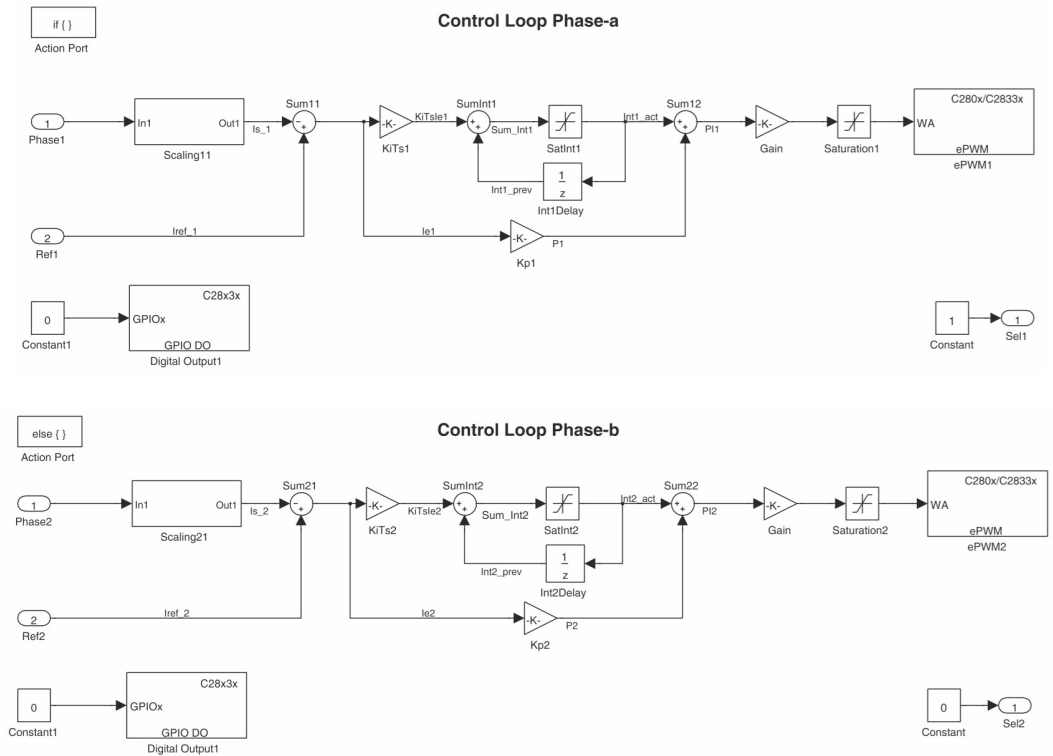 if { }
Action Port
Control Loop Phase-a
1
Phase1
In1
Out1
Scaling11
Is_1
Sum11
−
+
-K-
KiTs1
KiTsIe1
SumInt1
+
+
Sum_Int1
SatInt1
Int1_act
Sum12
+
+
PI1
-K-
Gain
Saturation1
C280x/C2833x
WA
ePWM
ePWM1
Int1_prev
1
z
Int1Delay
2
Ref1
Iref_1
Ie1
-K-
Kp1
P1
0
Constant1
C28x3x
GPIOx
GPIO DO
Digital Output1
1
Constant
1
Sel1
else { }
Action Port
Control Loop Phase-b
1
Phase2
In1
Out1
Scaling21
Is_2
Sum21
−
+
-K-
KiTs2
KiTsIe2
SumInt2
+
+
Sum_Int2
SatInt2
Int2_act
Sum22
+
+
PI2
-K-
Gain
Saturation2
C280x/C2833x
WA
ePWM
ePWM2
Int2_prev
1
z
Int2Delay
2
Ref2
Iref_2
Ie2
-K-
Kp2
P2
0
Constant1
C28x3x
GPIOx
GPIO DO
Digital Output1
0
Constant
1
Sel2